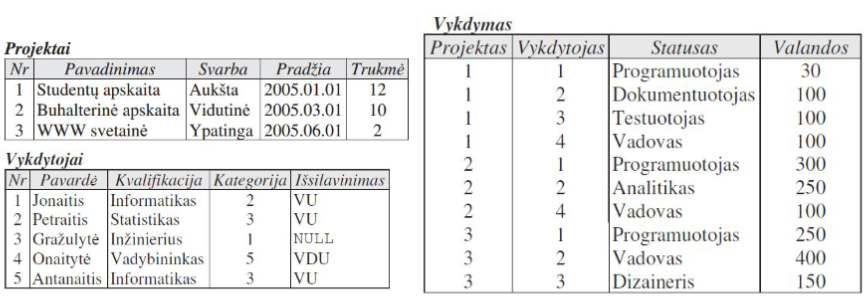 Projektai
Nr Pavadinimas Svarba Pradžia Trukmė
1 Studentų apskaita Aukšta 2005.01.01 12
2 Buhalterinė apskaita Vidutinė 2005.03.01 10
3 WWW svetainė Ypatinga 2005.06.01 2
Vykdytojai
Nr Pavardė Kvalifikacija Kategorija Išsilavinimas
1 Jonaitis Informatikas 2 VU
2 Petraitis Statistikas 3 VU
3 Gražulytė Inžinierius 1 NULL
4 Onaitytė Vadybininkas 5 VDU
5 Antanaitis Informatikas 3 VU
Vykdymas
Projektas Vykdytojas Statusas Valandos
1 1 Programuotojas 30
1 2 Dokumentuotojas 100
1 3 Testuotojas 100
1 4 Vadovas 100
2 1 Programuotojas 300
2 2 Analitikas 250
2 4 Vadovas 100
3 1 Programuotojas 250
3 2 Vadovas 400
3 3 Dizaineris 150